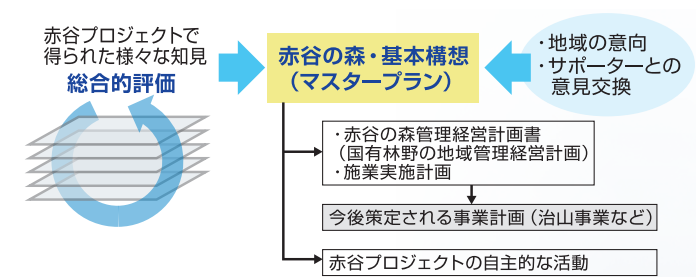 赤谷プロジェクトで
得られた様々な知見
総合的評価
赤谷の森・基本構想
（マスタープラン）
・地域の意向
・サポーターとの
意見交換
・赤谷の森管理経営計画書
（国有林野の地域管理経営計画）
・施業実施計画
今後策定される事業計画（治山事業など）
赤谷プロジェクトの自主的な活動